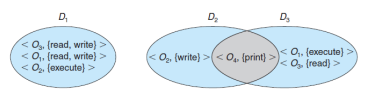 D₁ D₂ D₃
< O₃, {read, write} >
< O₁, {read, write} >
< O₂, {execute} >
< O₂, {write} > < O₄, {print} > < O₁, {execute} >
< O₃, {read} >